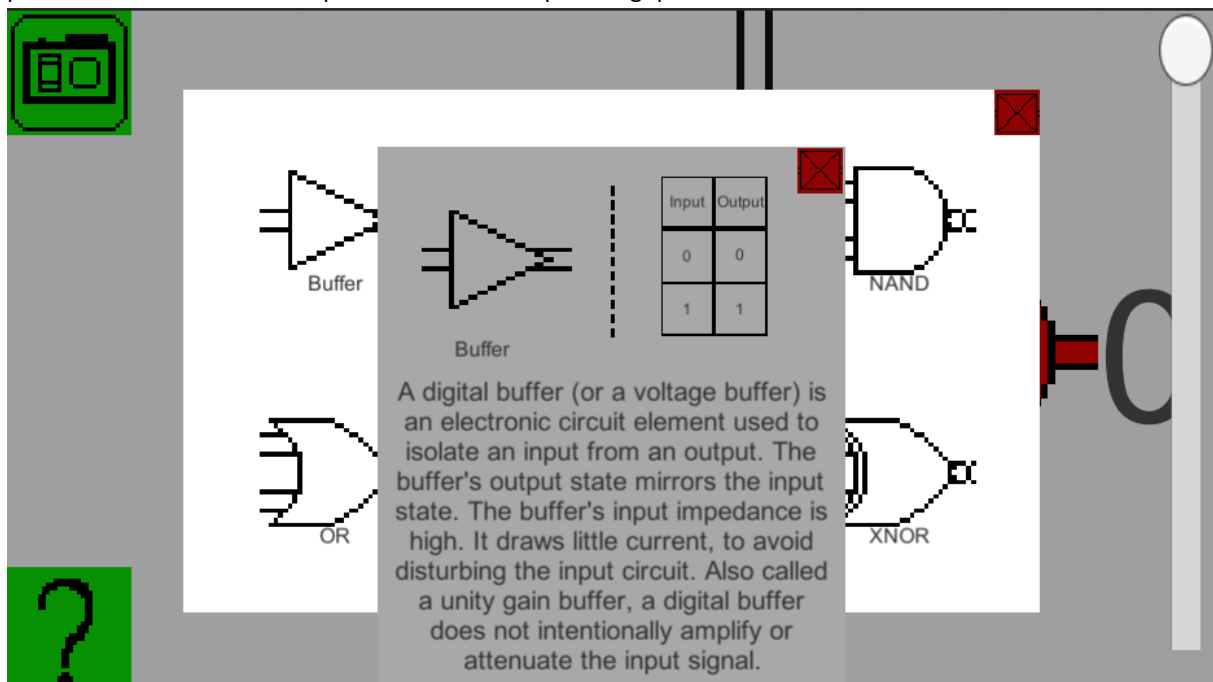 Buffer
NAND
OR
XNOR
Input Output
0 0
1 1
Buffer
A digital buffer (or a voltage buffer) is
an electronic circuit element used to
isolate an input from an output. The
buffer's output state mirrors the input
state. The buffer's input impedance is
high. It draws little current, to avoid
disturbing the input circuit. Also called
a unity gain buffer, a digital buffer
does not intentionally amplify or
attenuate the input signal.
0
?